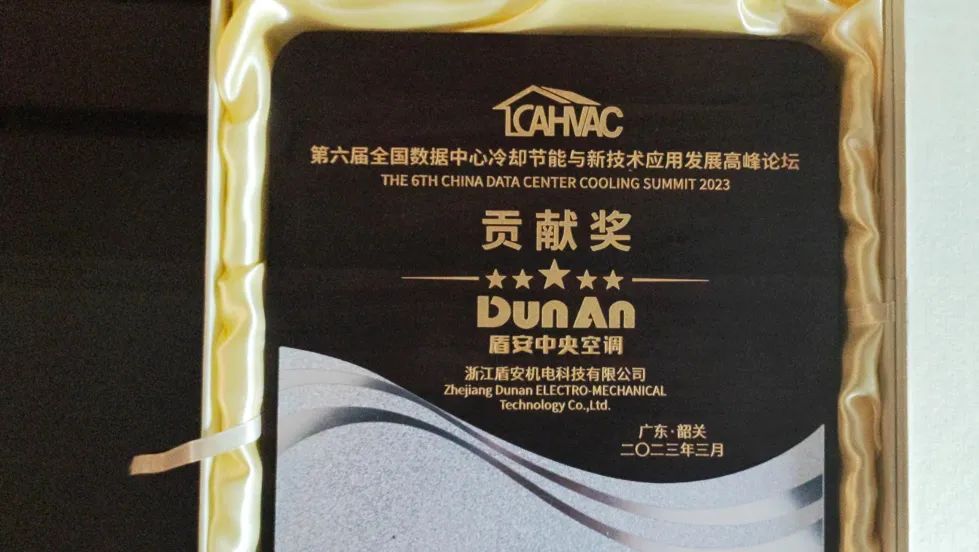 CAHVAC
第六届全国数据中心冷却节能与新技术应用发展高峰论坛
THE 6TH CHINA DATA CENTER COOLING SUMMIT 2023
贡献奖
DunAn
盾安中央空调
浙江盾安机电科技有限公司
Zhejiang Dunan ELECTRO-MECHANICAL
Technology Co.,Ltd.
广东·韶关
二〇二三年三月